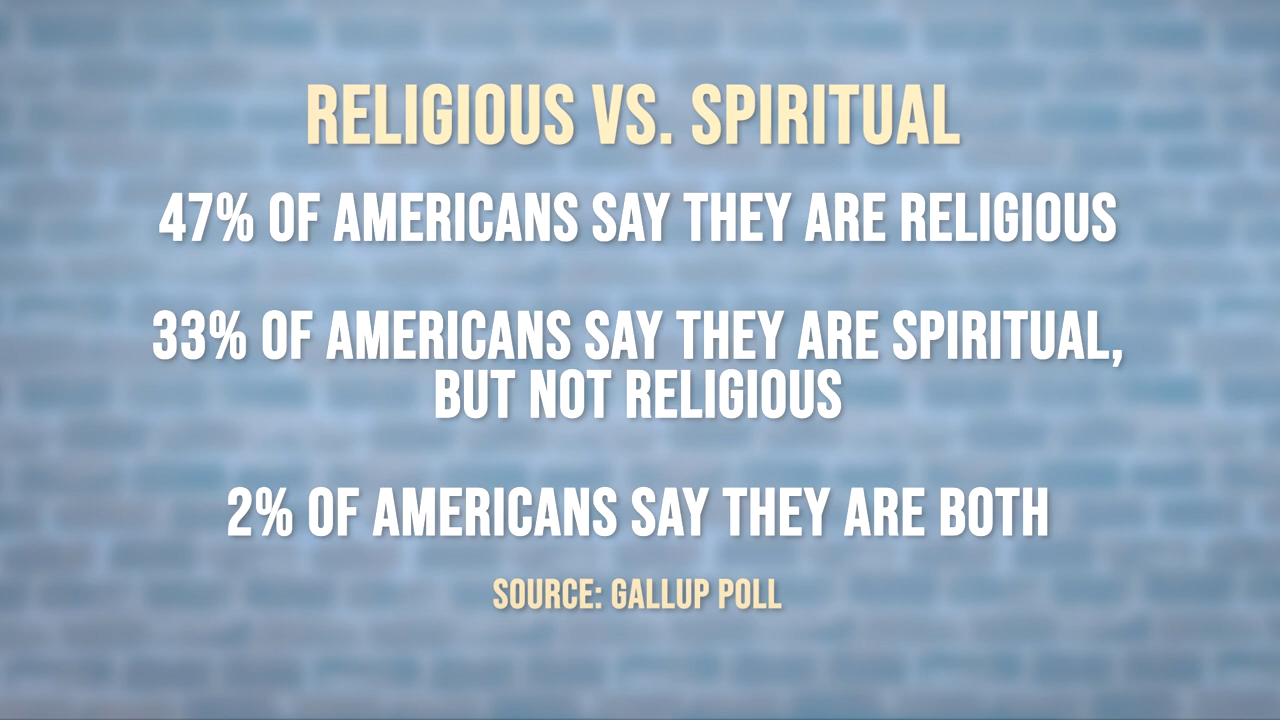 RELIGIOUS VS. SPIRITUAL
47% OF AMERICANS SAY THEY ARE RELIGIOUS
33% OF AMERICANS SAY THEY ARE SPIRITUAL,
BUT NOT RELIGIOUS
2% OF AMERICANS SAY THEY ARE BOTH
SOURCE: GALLUP POLL